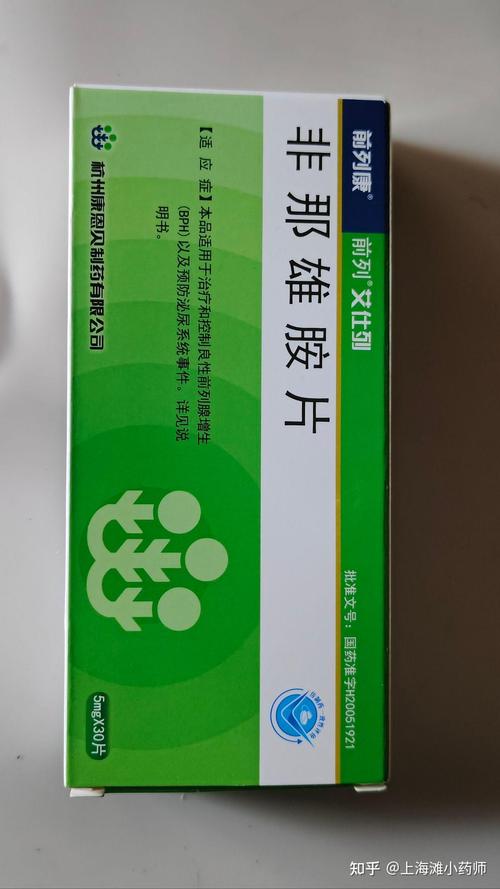 前列康®
前列®艾仕列
非那雄胺片
【适 应 症】本品适用于治疗和控制良性前列腺增生
(BPH)以及预防泌尿系统事件。详见说
明书。
杭州康恩贝制药有限公司
批准文号:国药准字H20051921
5mgX30片
知乎 @上海滩小药师